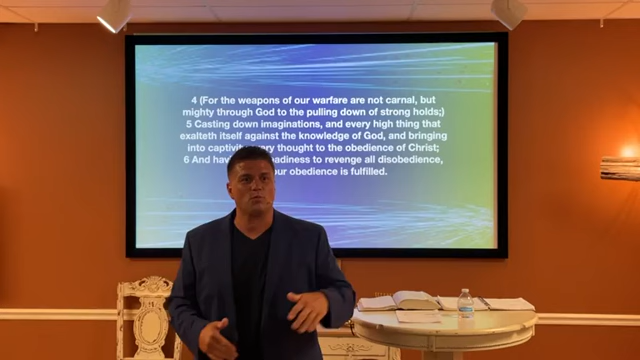 4 (For the weapons of our warfare are not carnal, but
mighty through God to the pulling down of strong holds;)
5 Casting down imaginations, and every high thing that
exalteth itself against the knowledge of God, and bringing
into captivity thought to the obedience of Christ;
6 And to revenge all disobedience,
obedience is fulfilled.